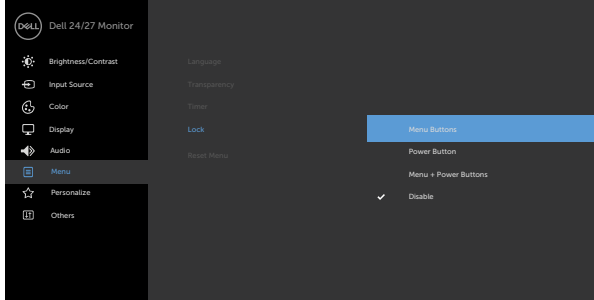 DELL Dell 24/27 Monitor
Brightness/Contrast
Input Source
Color
Display
Audio
Menu
Personalize
Others
Language
Transparency
Timer
Lock
Reset Menu
Menu Buttons
Power Button
Menu + Power Buttons
Disable